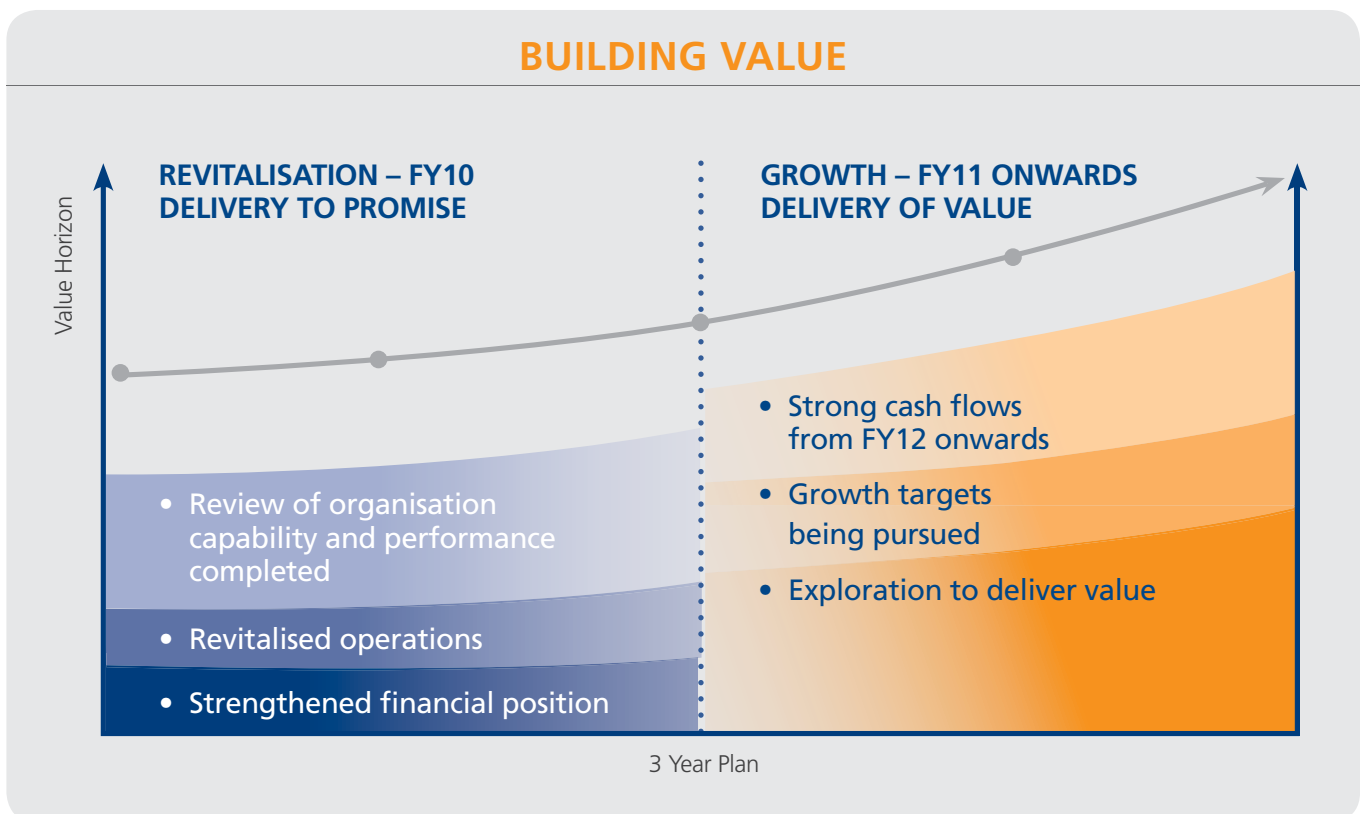 BUILDING VALUE
Value Horizon
REVITALISATION – FY10
DELIVERY TO PROMISE
• Review of organisation
capability and performance
completed
• Revitalised operations
• Strengthened financial position
GROWTH – FY11 ONWARDS
DELIVERY OF VALUE
• Strong cash flows
from FY12 onwards
• Growth targets
being pursued
• Exploration to deliver value
3 Year Plan